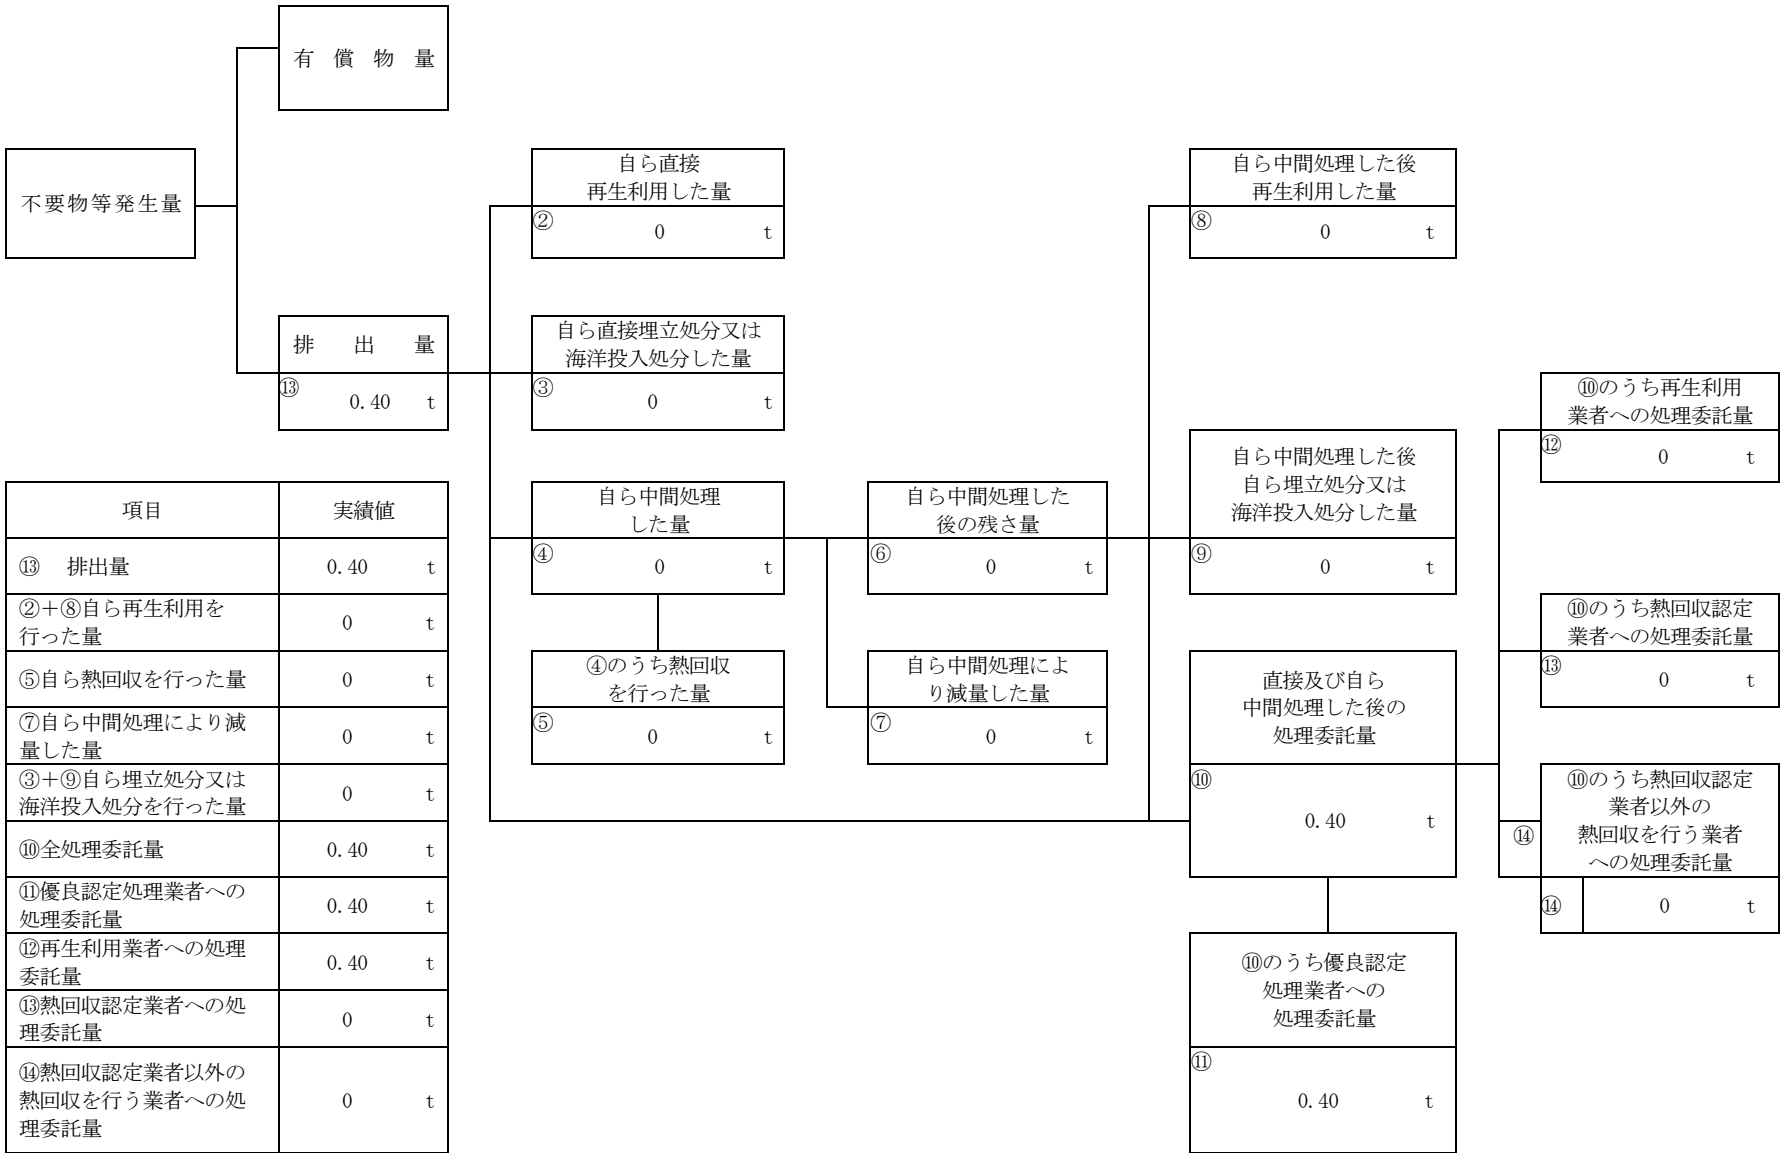 有償物量
不要物等発生量
排出量
⑬ 0.40 t
自ら直接
再生利用した量
② 0 t
自ら直接埋立処分又は
海洋投入処分した量
③ 0 t
自ら中間処理
した量
④ 0 t
④のうち熱回収
を行った量
⑤ 0 t
自ら中間処理した
後の残さ量
⑥ 0 t
自ら中間処理によ
り減量した量
⑦ 0 t
自ら中間処理した後
再生利用した量
⑧ 0 t
自ら中間処理した後
自ら埋立処分又は
海洋投入処分した量
⑨ 0 t
直接及び自ら
中間処理した後の
処理委託量
⑩
0.40 t
⑩のうち優良認定
処理業者への
処理委託量
⑪
0.40 t
⑩のうち再生利用
業者への処理委託量
⑫ 0 t
⑩のうち熱回収認定
業者への処理委託量
⑬ 0 t
⑩のうち熱回収認定
業者以外の
熱回収を行う業者
への処理委託量
⑭
⑭ 0 t
項目 実績値
⑬ 排出量 0.40 t
②+⑧自ら再生利用を
行った量
0 t
⑤自ら熱回収を行った量 0 t
⑦自ら中間処理により減
量した量
0 t
③+⑨自ら埋立処分又は
海洋投入処分を行った量
0 t
⑩全処理委託量 0.40 t
⑪優良認定処理業者への
処理委託量
0.40 t
⑫再生利用業者への処理
委託量
0.40 t
⑬熱回収認定業者への処
理委託量
0 t
⑭熱回収認定業者以外の
熱回収を行う業者への処
理委託量
0 t